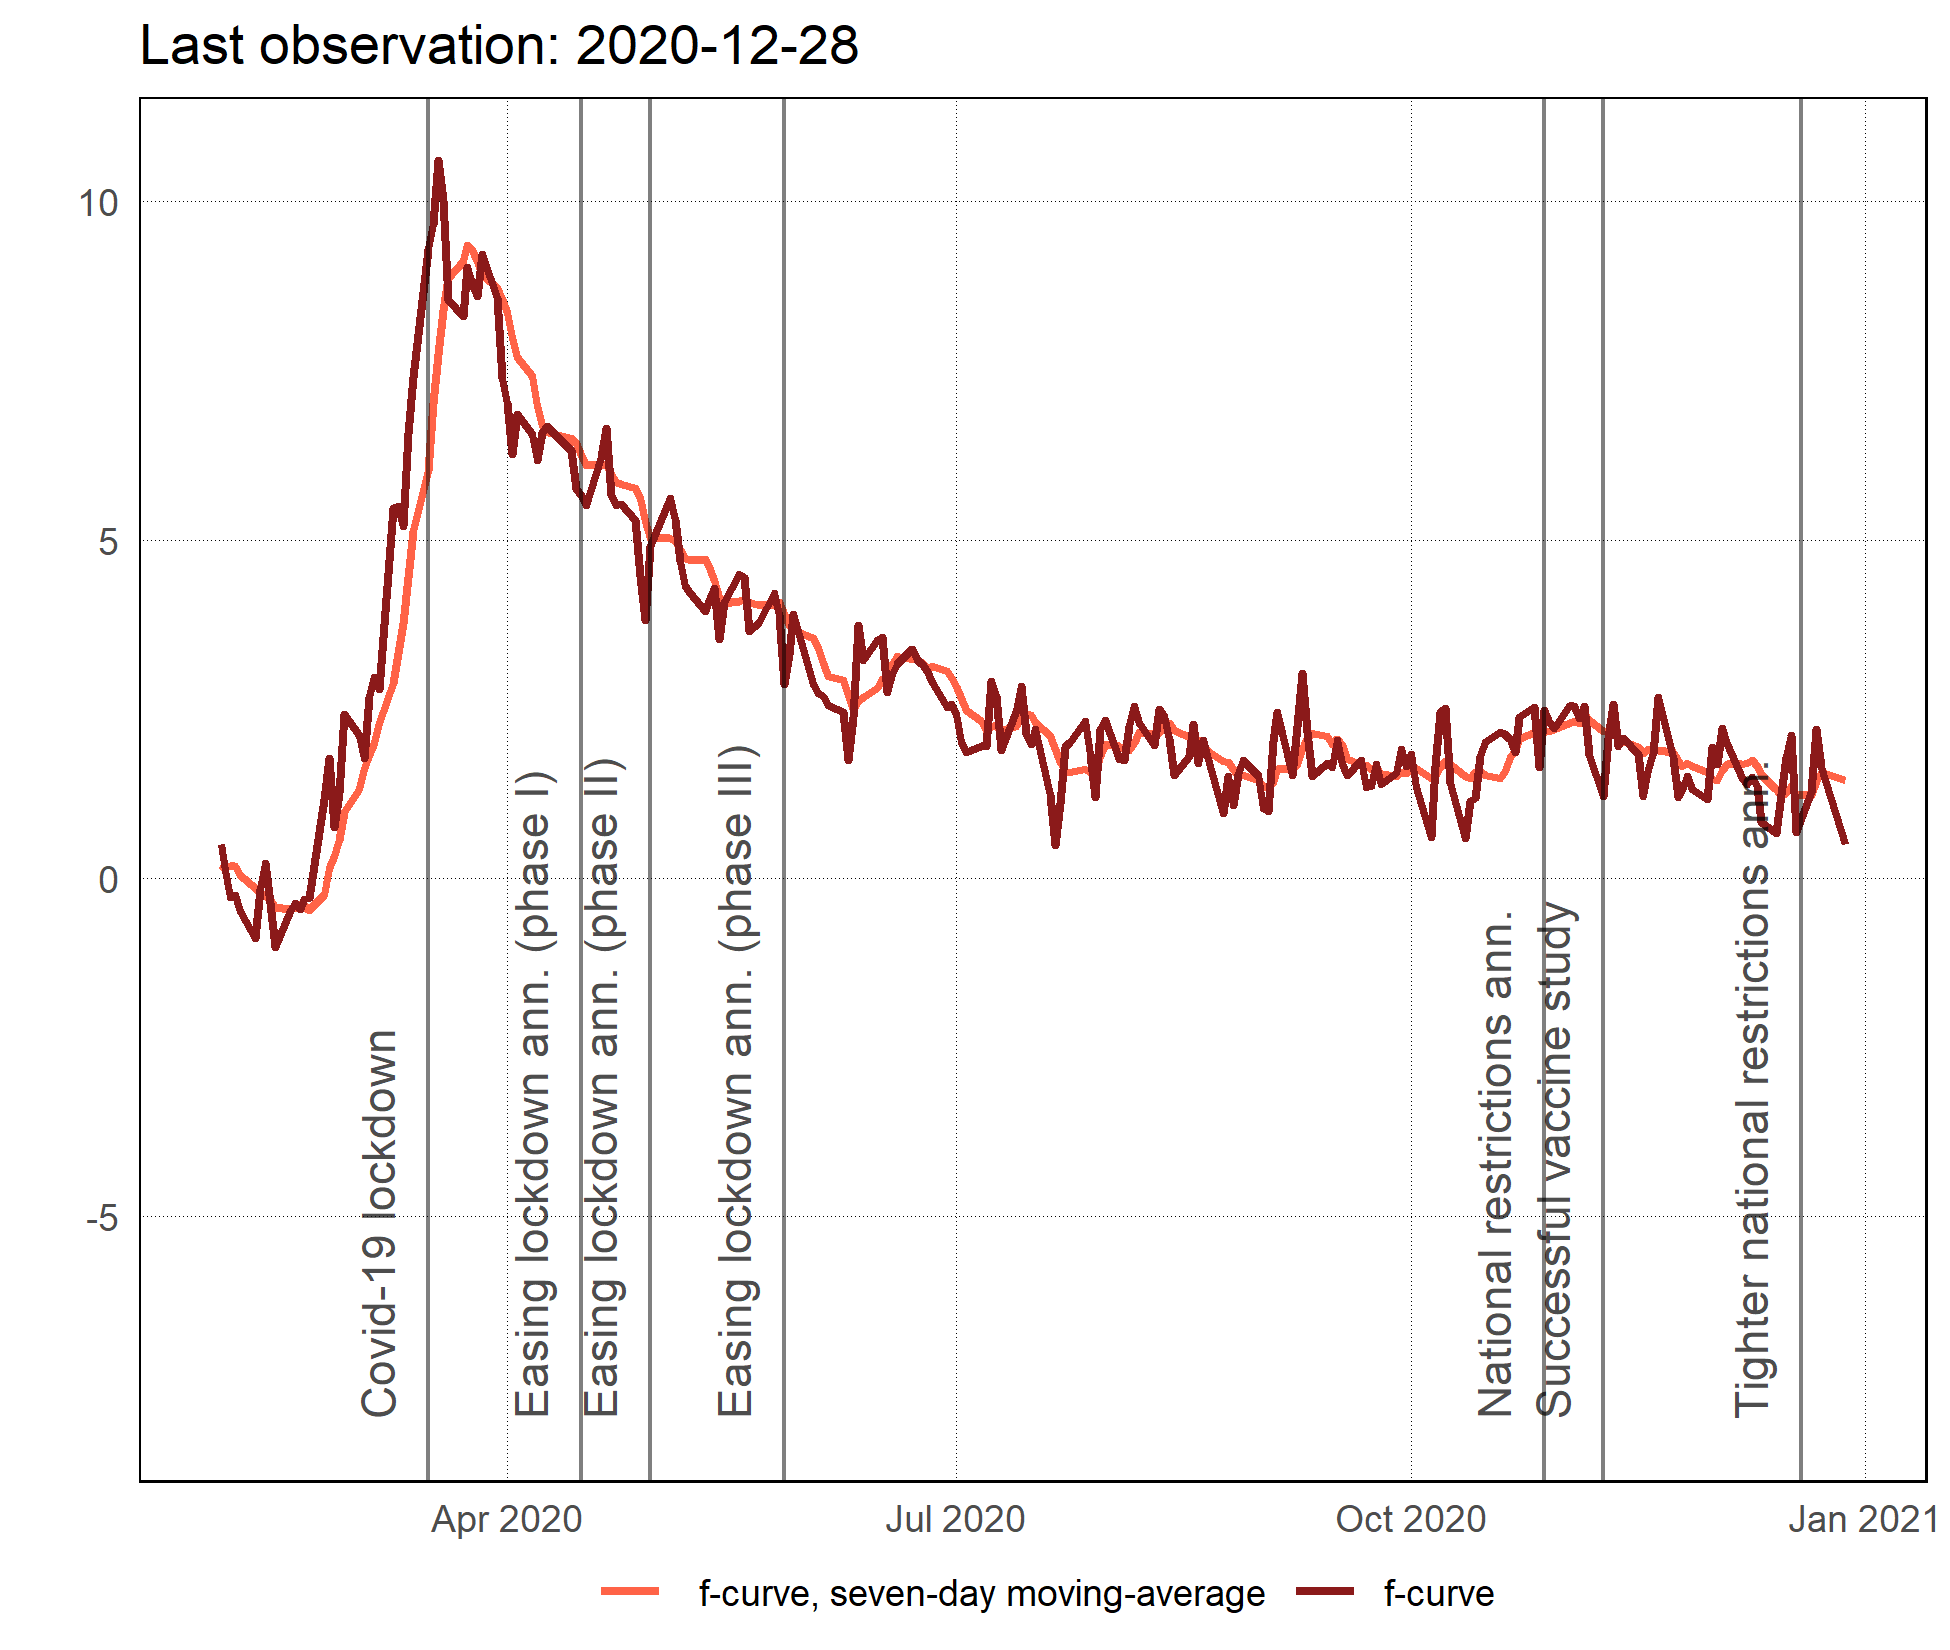 Last observation: 2020-12-28
10
5
0
-5
Covid-19 lockdown
Easing lockdown ann. (phase I)
Easing lockdown ann. (phase II)
Easing lockdown ann. (phase III)
National restrictions ann.
Successful vaccine study
Tighter national restrictions ann.
Apr 2020
Jul 2020
Oct 2020
Jan 2021
f-curve, seven-day moving-average
f-curve